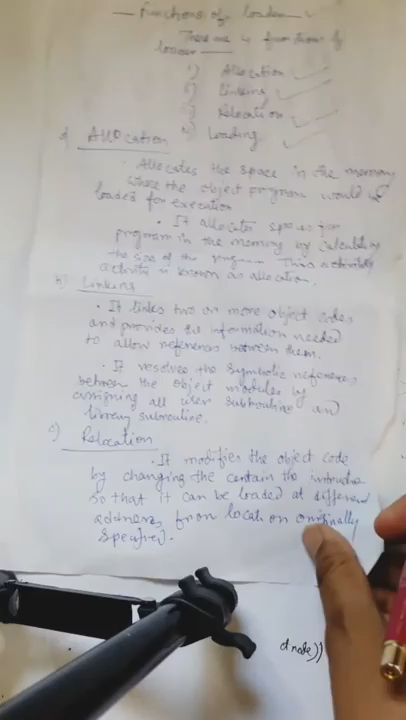 Functions of a loader
There are 4 functions of
loader
i) Allocation
ii) Linking
iii) Relocation
iv) Loading
a) Allocation
• Allocates the space in the memory
where the object program would be
loaded for execution
• It allocates space for
program in the memory by calculating
the size of the program. This activity
is known as allocation.
b) Linking
• It links two or more object codes
and provides the information needed
to allow references between them.
• It resolves the symbolic references
between the object modules by
assigning all user subroutine and
library subroutine.
c) Relocation
• It modifies the object code
by changing the contain the instruction
so that it can be loaded at different
address, from location originally
specified.
d node))